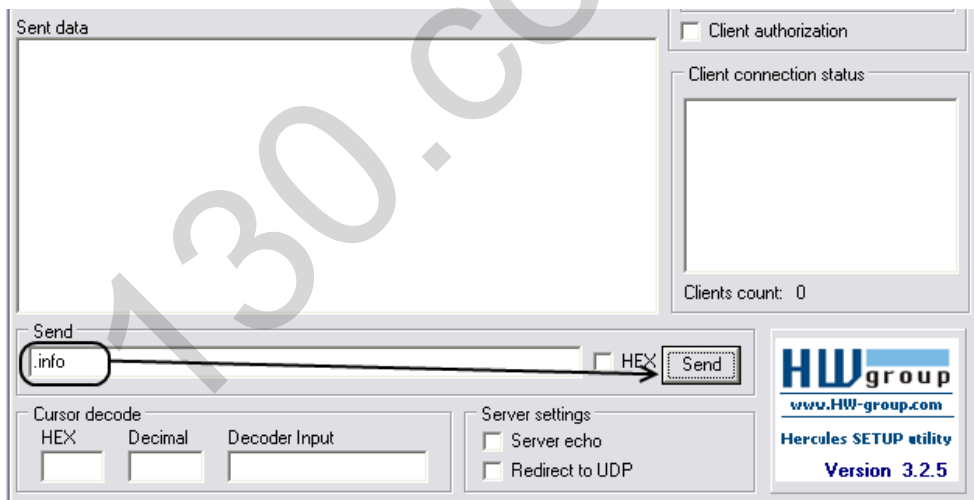 Sent data
Client authorization
Client connection status
Clients count: 0
Send
.info
HEX
Send
Cursor decode
HEX Decimal Decoder Input
Server settings
Server echo
Redirect to UDP
HW group
www.HW-group.com
Hercules SETUP utility
Version 3.2.5
130.co